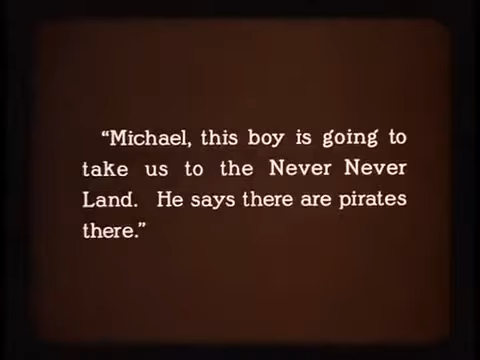 “Michael, this boy is going to
take us to the Never Never
Land. He says there are pirates
there.”